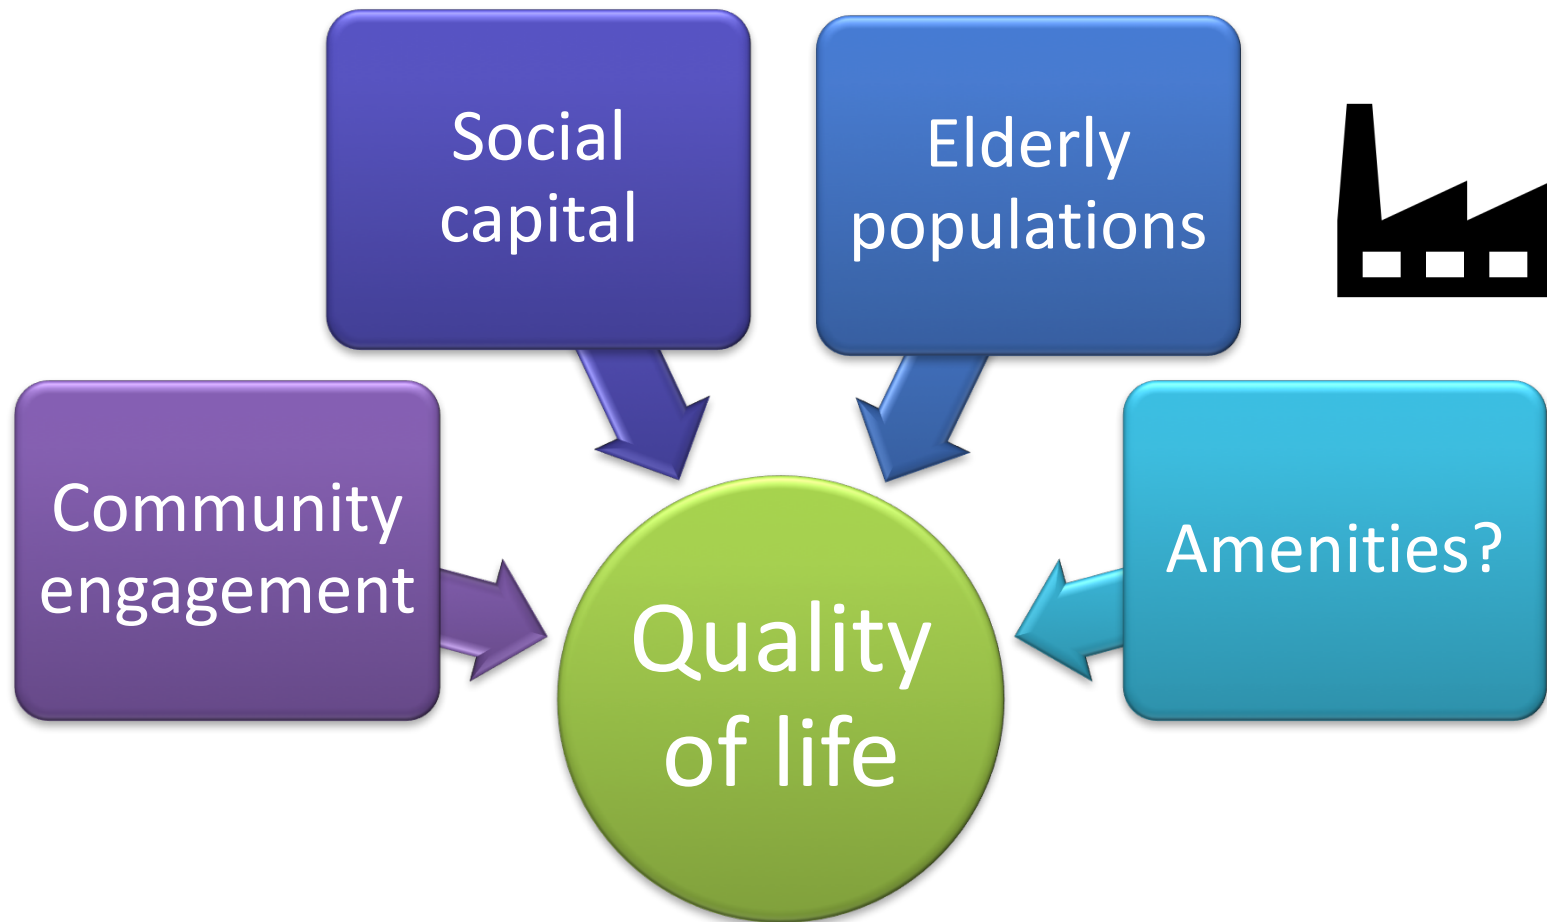 Social
capital
Elderly
populations
Community
engagement
Amenities?
Quality
of life